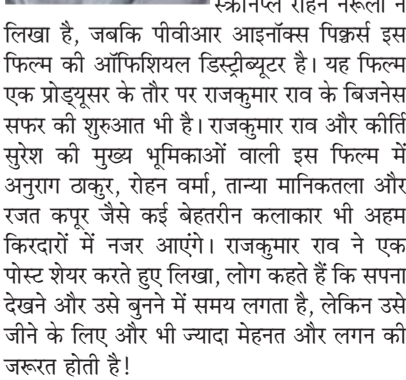 स्क्रीनप्ले रोहन नरूला ने
लिखा है, जबकि पीवीआर आइनॉक्स पिक्चर्स इस
फिल्म की ऑफिशियल डिस्ट्रीब्यूटर है। यह फिल्म
एक प्रोड्यूसर के तौर पर राजकुमार राव के बिजनेस
सफर की शुरुआत भी है। राजकुमार राव और कीर्ति
सुरेश की मुख्य भूमिकाओं वाली इस फिल्म में
अनुराग ठाकुर, रोहन वर्मा, तान्या मानिकतला और
रजत कपूर जैसे कई बेहतरीन कलाकार भी अहम
किरदारों में नजर आएंगे। राजकुमार राव ने एक
पोस्ट शेयर करते हुए लिखा, लोग कहते हैं कि सपना
देखने और उसे बुनने में समय लगता है, लेकिन उसे
जीने के लिए और भी ज्यादा मेहनत और लगन की
जरूरत होती है!